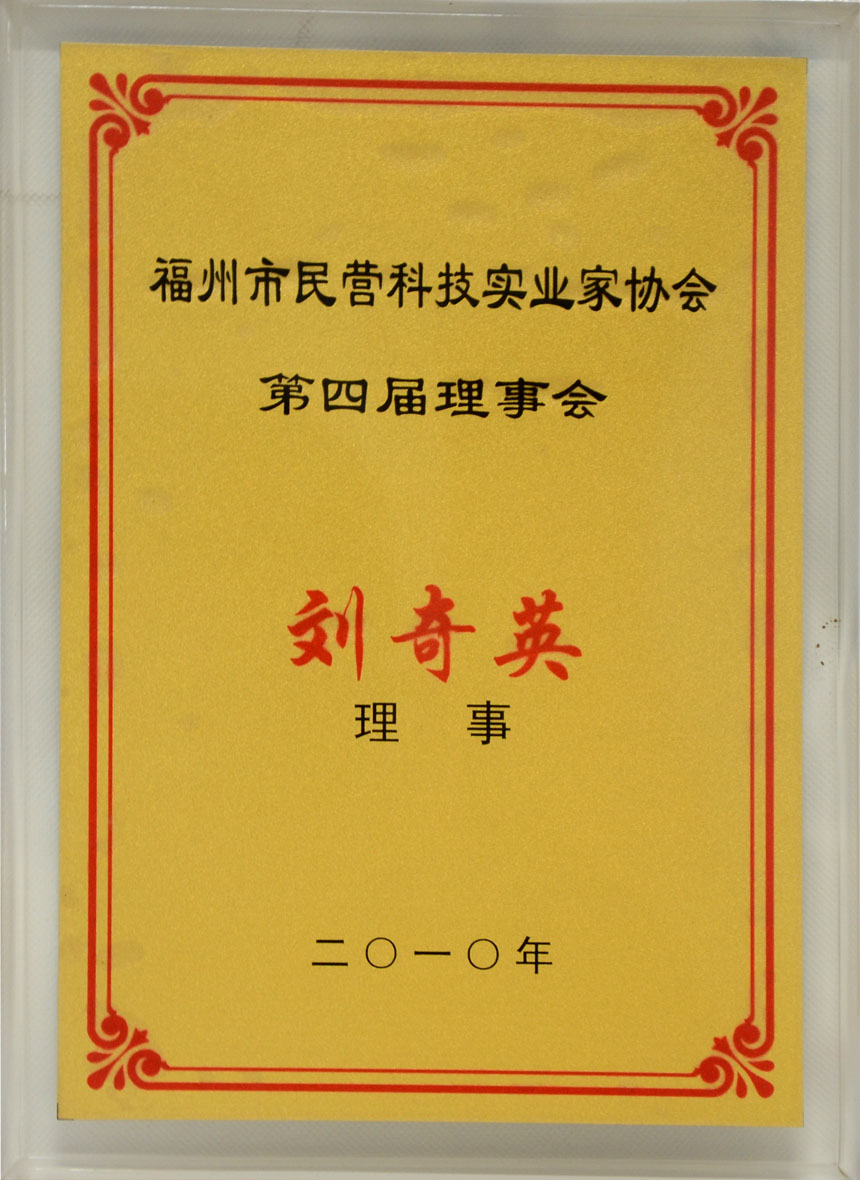 福州市民营科技实业家协会
第四届理事会
刘奇英
理事
二〇一〇年